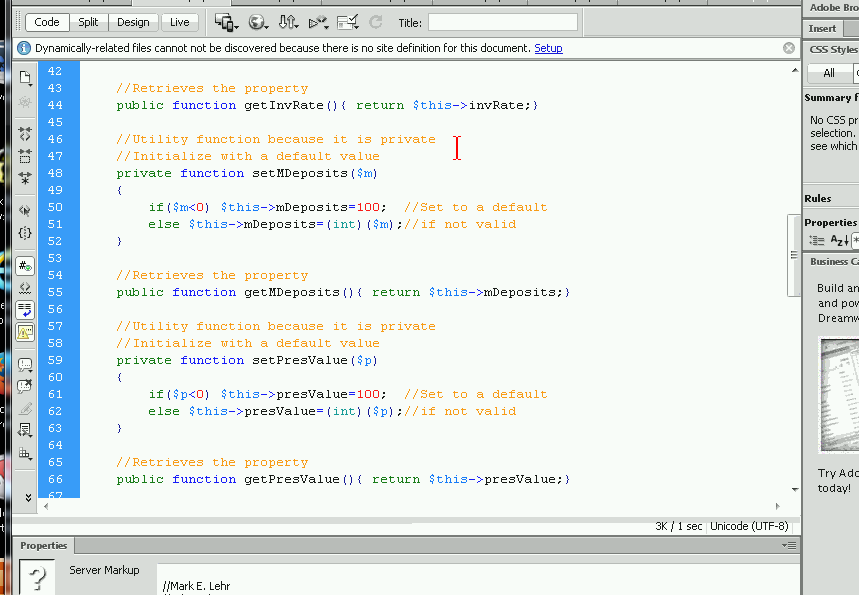 Code Split Design Live Title:
Adobe Bro
Insert
Dynamically-related files cannot not be discovered because there is no site definition for this document. Setup
CSS Styles
All
Summary f
No CSS pr
selection.
see which
Rules
Properties
Business Ca
Build an
and pow
Dreamw
Try Ado
today!
42
43 //Retrieves the property
44 public function getInvRate(){ return $this->invRate;}
45
46 //Utility function because it is private
47 //Initialize with a default value
48 private function setMDeposits($m)
49 {
50 if($m<0) $this->mDeposits=100; //Set to a default
51 else $this->mDeposits=(int)($m);//if not valid
52 }
53
54 //Retrieves the property
55 public function getMDeposits(){ return $this->mDeposits;}
56
57 //Utility function because it is private
58 //Initialize with a default value
59 private function setPresValue($p)
60 {
61 if($p<0) $this->presValue=100; //Set to a default
62 else $this->presValue=(int)($p);//if not valid
63 }
64
65 //Retrieves the property
66 public function getPresValue(){ return $this->presValue;}
67
3K / 1 sec Unicode (UTF-8)
Properties
Server Markup
//Mark E. Lehr